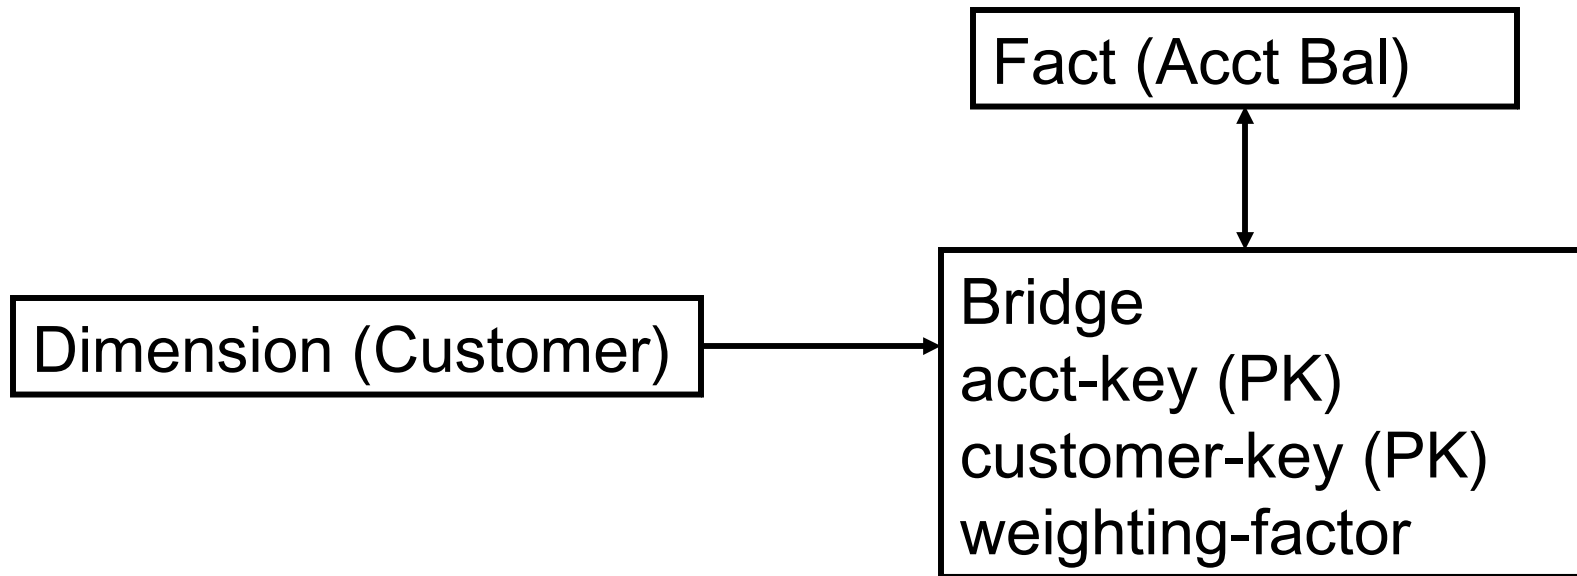 Fact (Acct Bal)
Dimension (Customer)
Bridge
acct-key (PK)
customer-key (PK)
weighting-factor